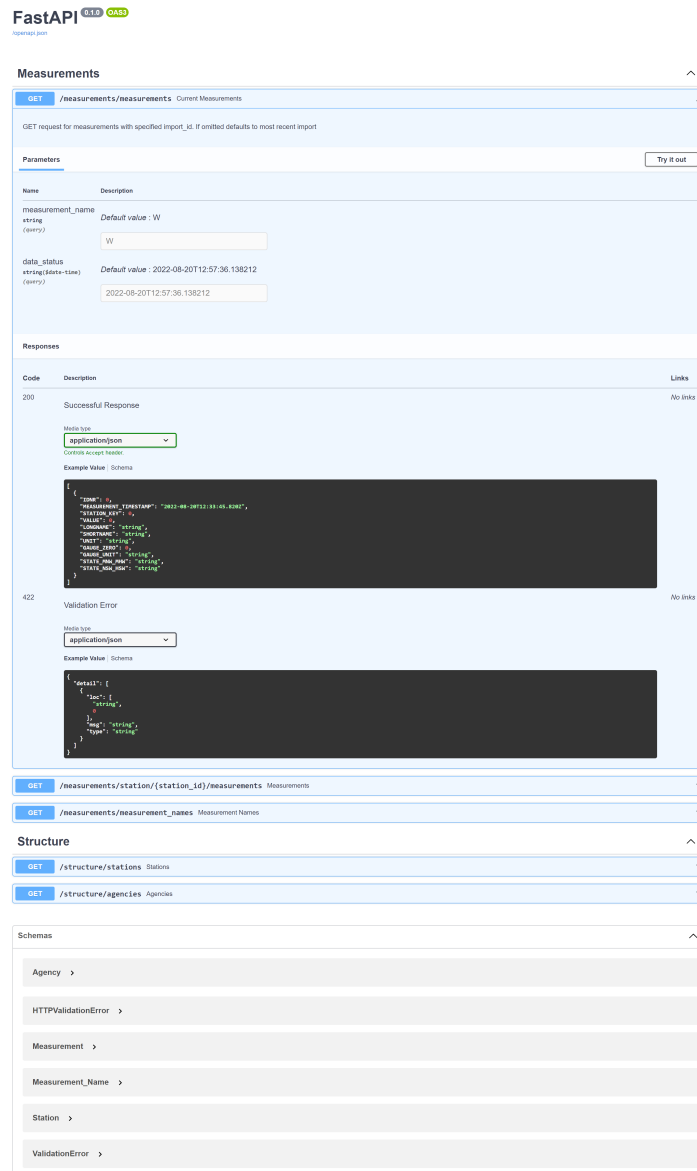 FastAPI 0.1.0 OAS3
/openapi.json
Measurements
GET /measurements/measurements Current Measurements
GET request for measurements with specified import_id. If omitted defaults to most recent import
Parameters Try it out
Name Description
measurement_name
string
(query)
Default value : W
W
data_status
string($date-time)
(query)
Default value : 2022-08-20T12:57:36.138212
2022-08-20T12:57:36.138212
Responses
Code Description Links
200 Successful Response No links
Media type
application/json
Controls Accept header.
Example Value Schema
[
{
"IDNR": 0,
"MEASUREMENT_TIMESTAMP": "2022-08-20T12:33:45.820Z",
"STATION_KEY": 0,
"VALUE": 0,
"LONGNAME": "string",
"SHORTNAME": "string",
"UNIT": "string",
"GAUGE_ZERO": 0,
"GAUGE_UNIT": "string",
"STATE_MNW_MHW": "string",
"STATE_NSW_HSW": "string"
}
]
422 Validation Error No links
Media type
application/json
Example Value Schema
{
"detail": [
{
"loc": [
"string",
0
],
"msg": "string",
"type": "string"
}
]
}
GET /measurements/station/{station_id}/measurements Measurements
GET /measurements/measurement_names Measurement Names
Structure
GET /structure/stations Stations
GET /structure/agencies Agencies
Schemas
Agency
HTTPValidationError
Measurement
Measurement_Name
Station
ValidationError